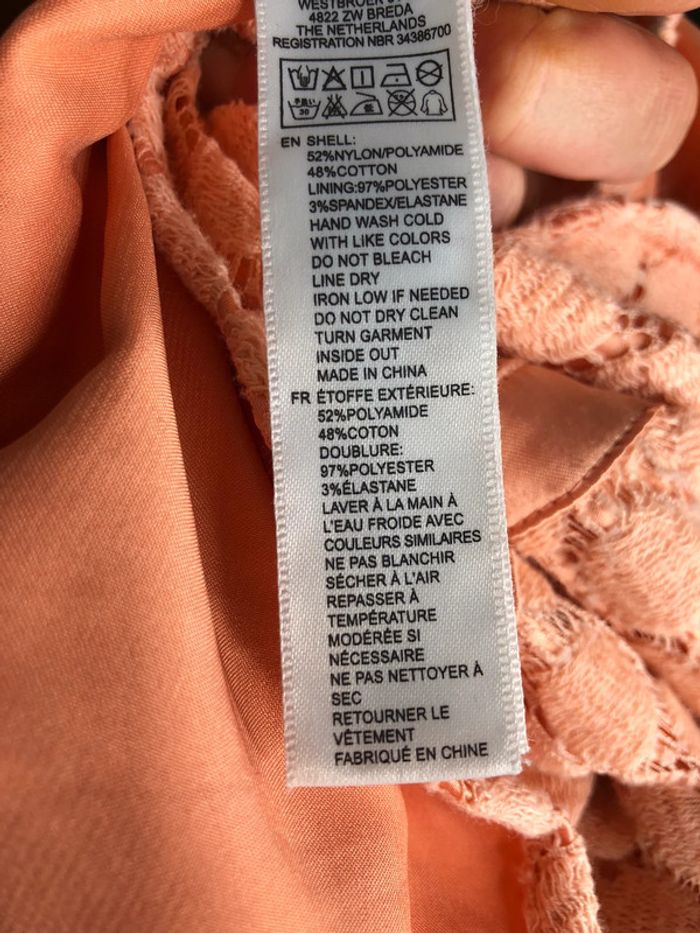 4822 ZW BREDA
THE NETHERLANDS
REGISTRATION NBR 34386700
30
EN SHELL:
52%NYLON/POLYAMIDE
48%COTTON
LINING:97%POLYESTER
3%SPANDEX/ELASTANE
HAND WASH COLD
WITH LIKE COLORS
DO NOT BLEACH
LINE DRY
IRON LOW IF NEEDED
DO NOT DRY CLEAN
TURN GARMENT
INSIDE OUT
MADE IN CHINA
FR ÉTOFFE EXTÉRIEURE:
52%POLYAMIDE
48%COTON
DOUBLURE:
97%POLYESTER
3%ÉLASTANE
LAVER À LA MAIN À
L'EAU FROIDE AVEC
COULEURS SIMILAIRES
NE PAS BLANCHIR
SÉCHER À L'AIR
REPASSER À
TEMPÉRATURE
MODÉRÉE SI
NÉCESSAIRE
NE PAS NETTOYER À
SEC
RETOURNER LE
VÊTEMENT
FABRIQUÉ EN CHINE